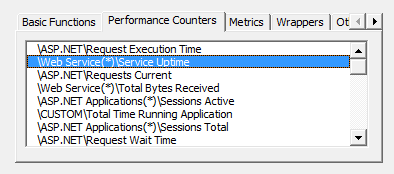 Basic Functions Performance Counters Metrics Wrappers Ot
\ASP.NET\Request Execution Time
\Web Service(*)\Service Uptime
\ASP.NET\Requests Current
\Web Service(*)\Total Bytes Received
\ASP.NET Applications(*)\Sessions Active
\CUSTOM\Total Time Running Application
\ASP.NET Applications(*)\Sessions Total
\ASP.NET\Request Wait Time